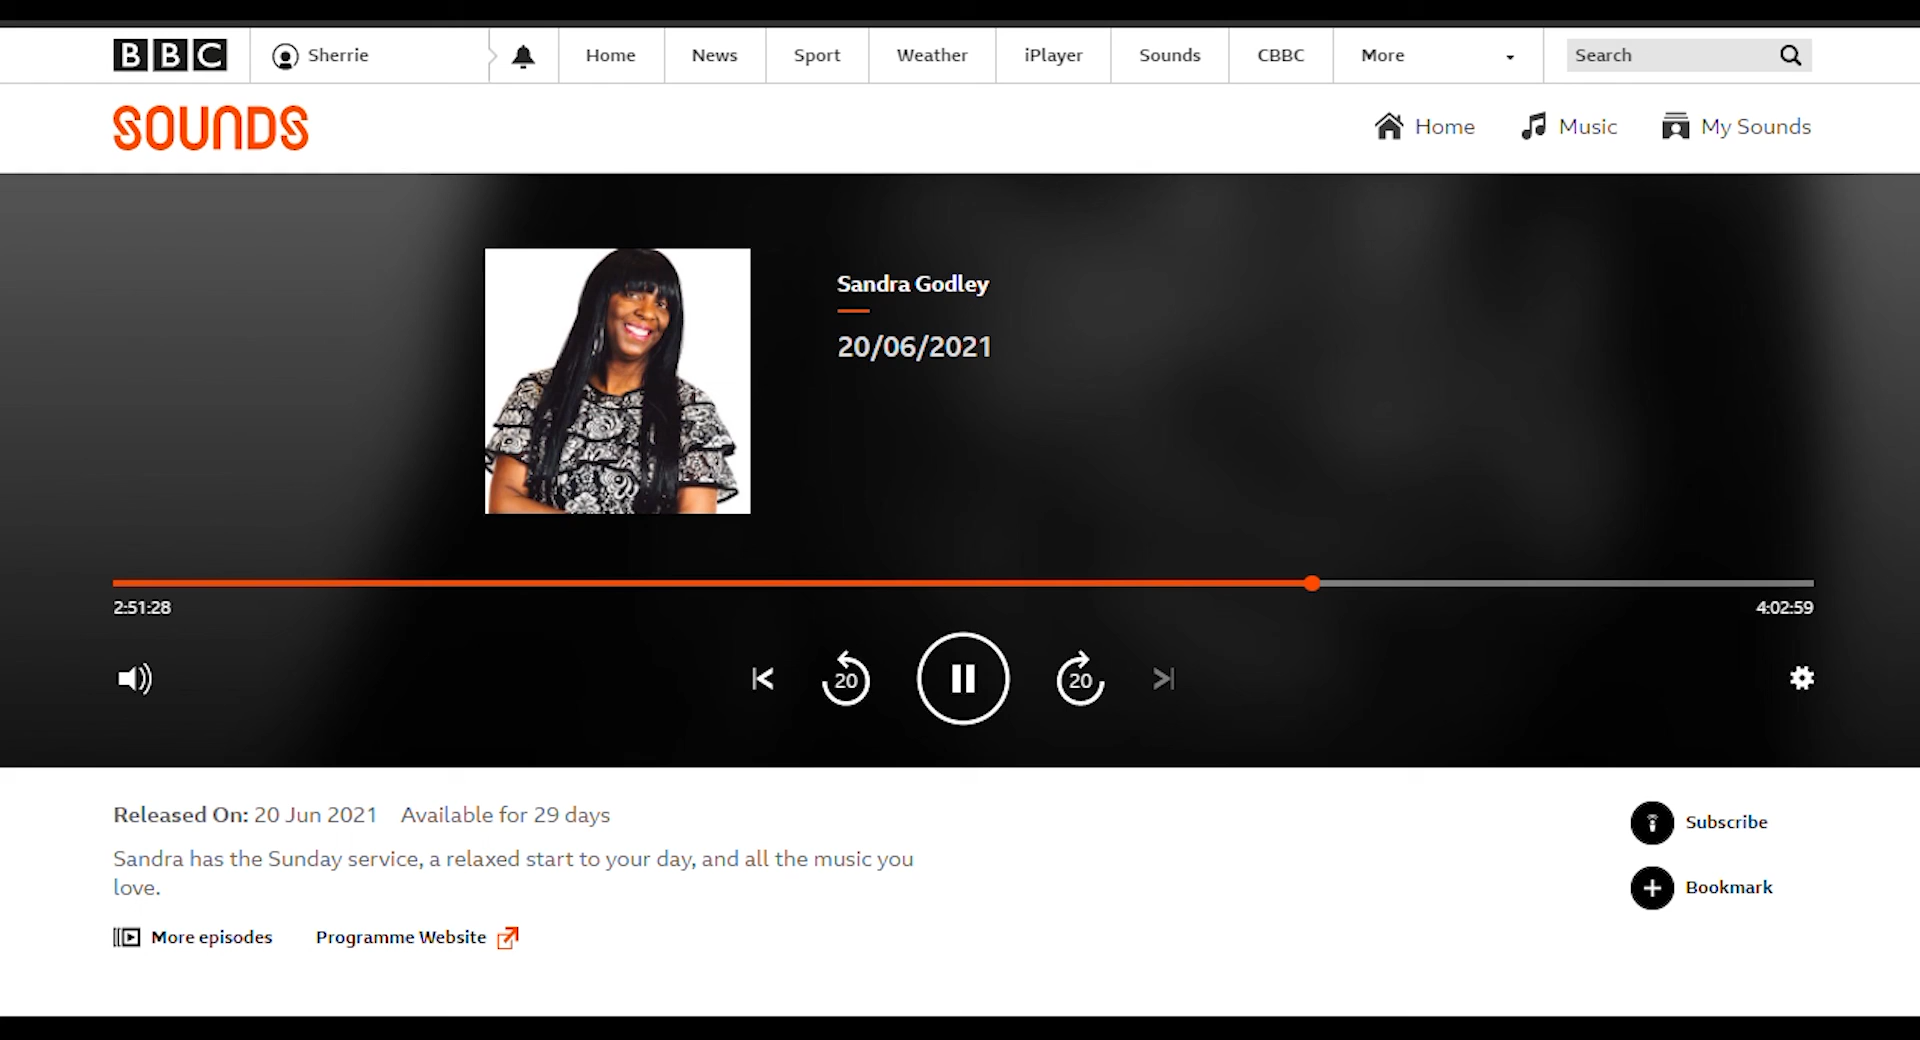 BBC
Sherrie
Home
News
Sport
Weather
iPlayer
Sounds
CBBC
More
Search
SOUNDS
Home
Music
My Sounds
Sandra Godley
20/06/2021
2:51:28
4:02:59
20
20
Released On: 20 Jun 2021 Available for 29 days
Subscribe
Sandra has the Sunday service, a relaxed start to your day, and all the music you
love.
Bookmark
More episodes
Programme Website